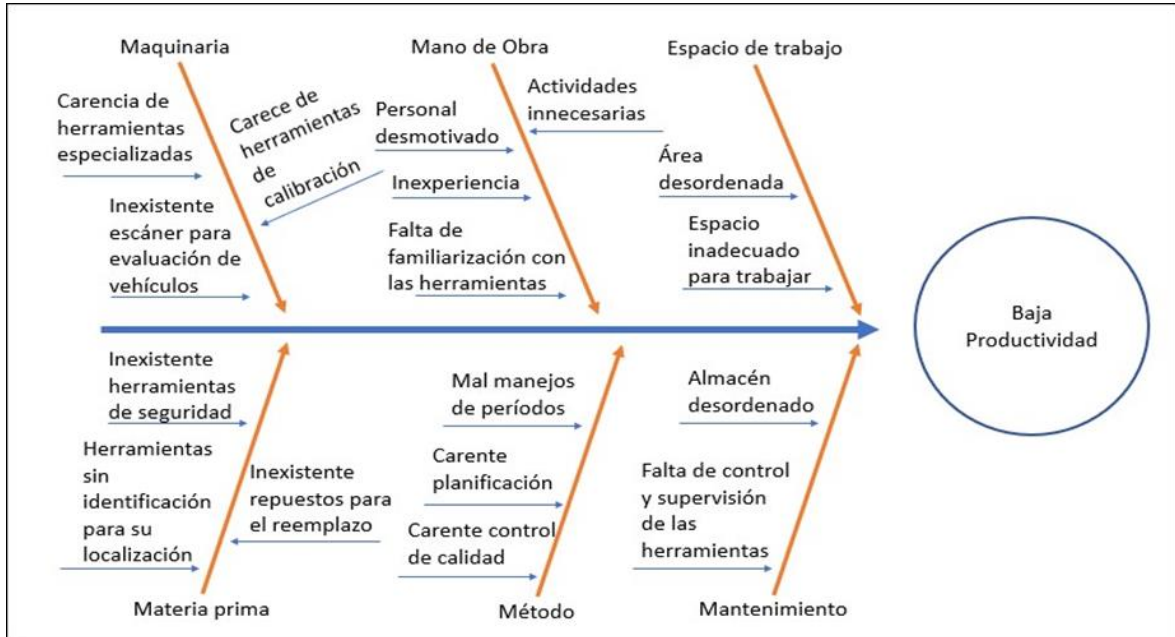 Maquinaria
Mano de Obra
Espacio de trabajo
Carencia de
herramientas
especializadas
Carece de
herramientas
de
calibración
Inexistente
escáner para
evaluación de
vehículos
Personal
desmotivado
Actividades
innecesarias
Inexperiencia
Falta de
familiarización con
las herramientas
Área
desordenada
Espacio
inadecuado
para trabajar
Baja
Productividad
Inexistente
herramientas
de seguridad
Herramientas
sin
identificación
para su
localización
Inexistente
repuestos para
el reemplazo
Mal manejos
de períodos
Carente
planificación
Carente control
de calidad
Almacén
desordenado
Falta de control
y supervisión
de las
herramientas
Materia prima
Método
Mantenimiento